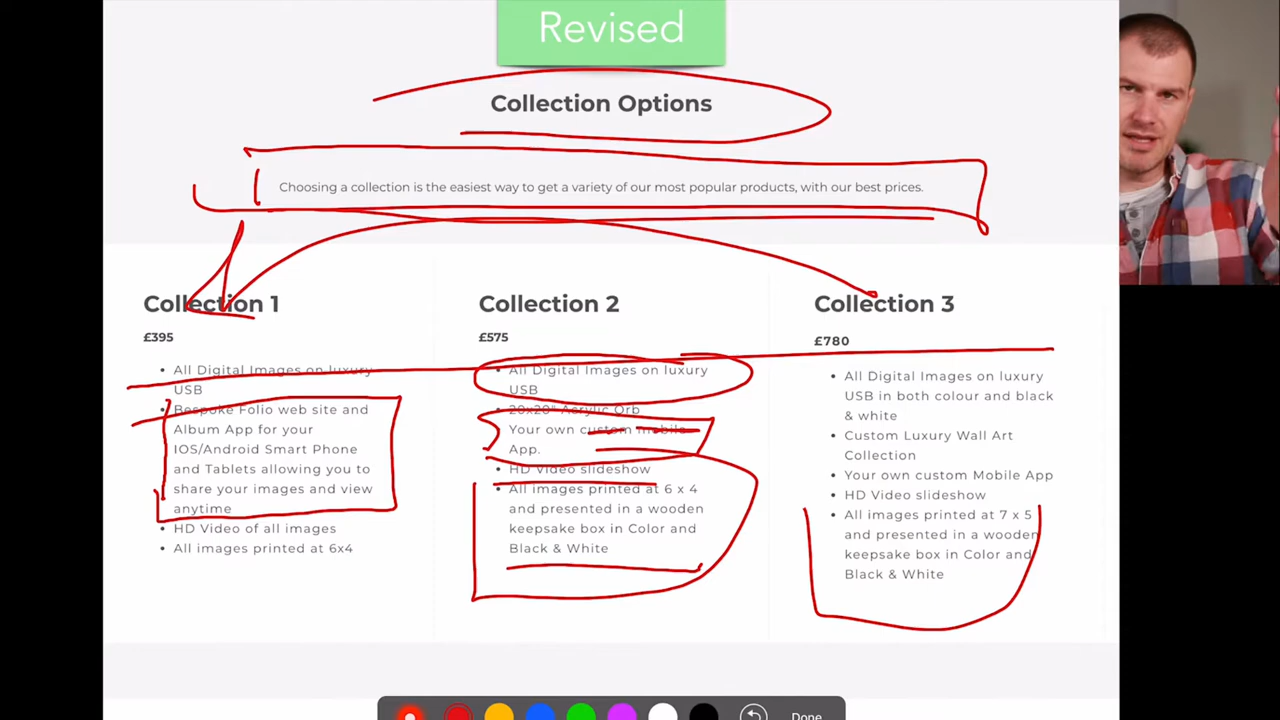 Revised
Collection Options
Choosing a collection is the easiest way to get a variety of our most popular products, with our best prices.
Collection 1
£395
• All Digital Images on luxury
USB
• Bespoke Folio web site and
Album App for your
IOS/Android Smart Phone
and Tablets allowing you to
share your images and view
anytime
• HD Video of all images
• All images printed at 6x4
Collection 2
£575
• All Digital Images on luxury
USB
• 20x20" Acrylic Orb
Your own custom mobile
App.
• HD Video slideshow
• All images printed at 6 x 4
and presented in a wooden
keepsake box in Color and
Black & White
Collection 3
£780
• All Digital Images on luxury
USB in both colour and black
& white
• Custom Luxury Wall Art
Collection
• Your own custom Mobile App
• HD Video slideshow
• All images printed at 7 x 5
and presented in a wooden
keepsake box in Color and
Black & White
Done